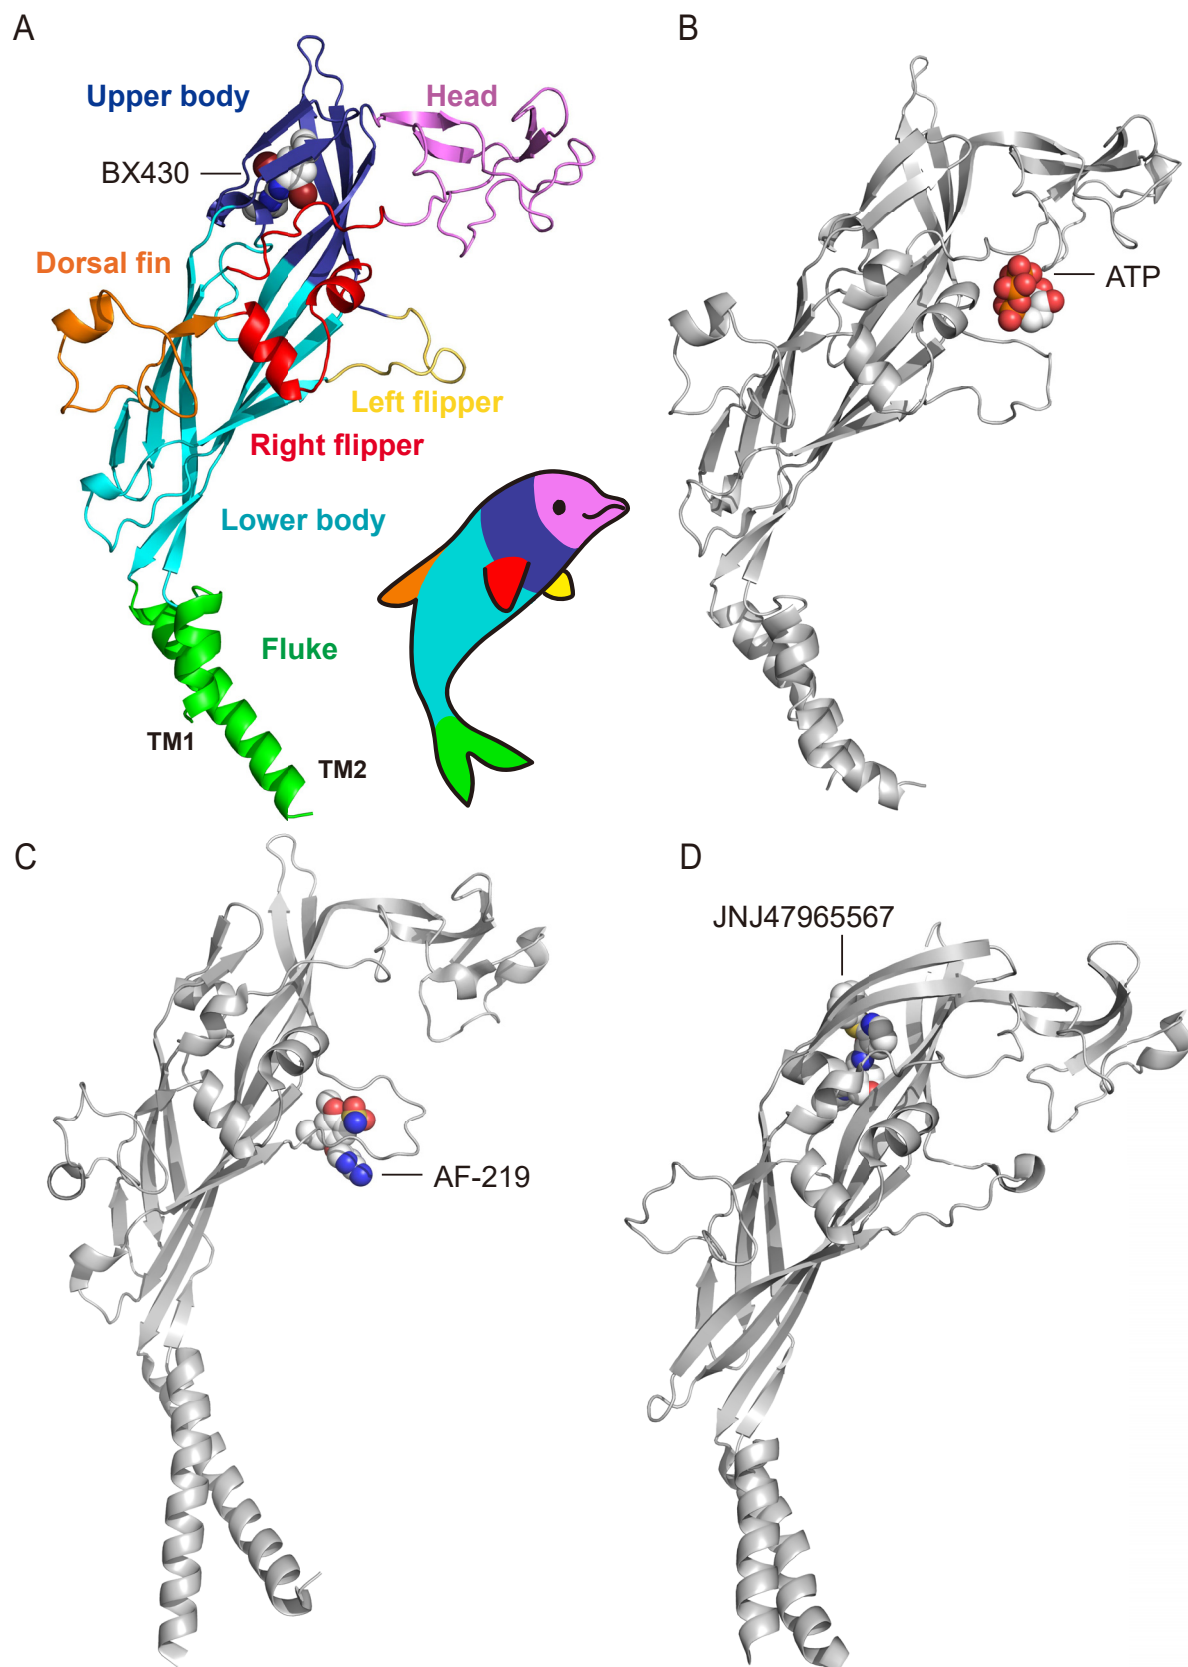 A
Upper body
Head
BX430
Dorsal fin
Left flipper
Right flipper
Lower body
Fluke
TM1
TM2
B
ATP
C
AF-219
D
JNJ47965567